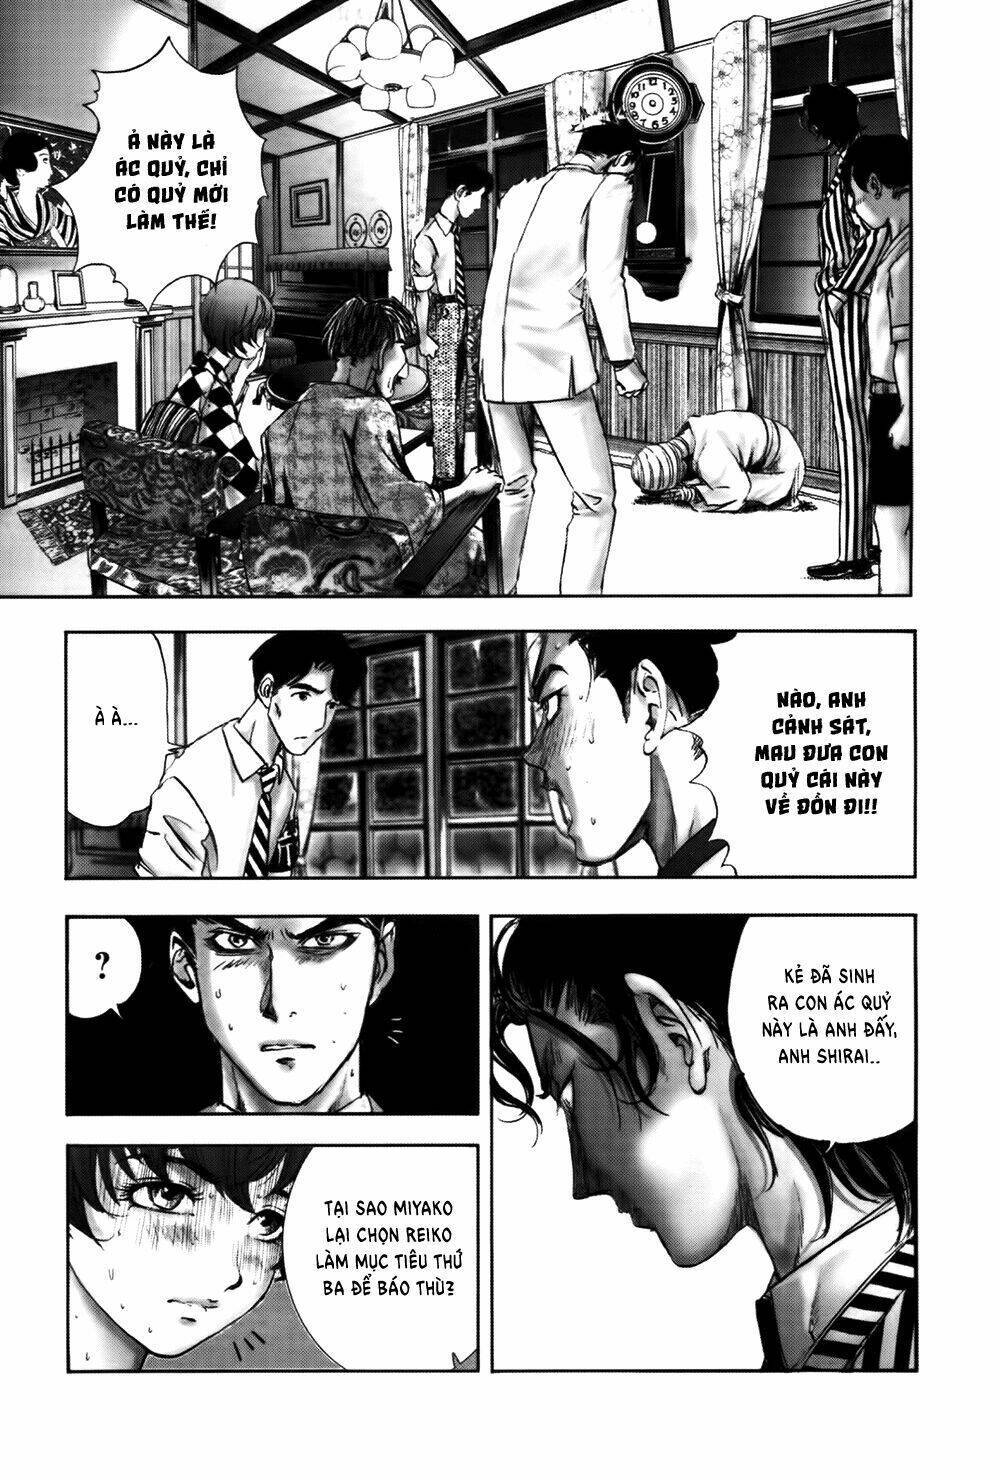 Ả NÀY LÀ
ÁC QUỶ, CHỈ
CÓ QUỶ MỚI
LÀM THẾ!
NÀO, ANH
CẢNH SÁT,
MAU ĐƯA CON
QUỶ CÁI NÀY
VỀ ĐỒN ĐI!!!
À À...
KẺ ĐÃ SINH
RA CON ÁC QUỶ
NÀY LÀ ANH ĐẤY,
ANH SHIRAI..
?
TẠI SAO MIYAKO
LẠI CHỌN REIKO
LÀM MỤC TIÊU THỨ
BA ĐỂ BÁO THÙ?